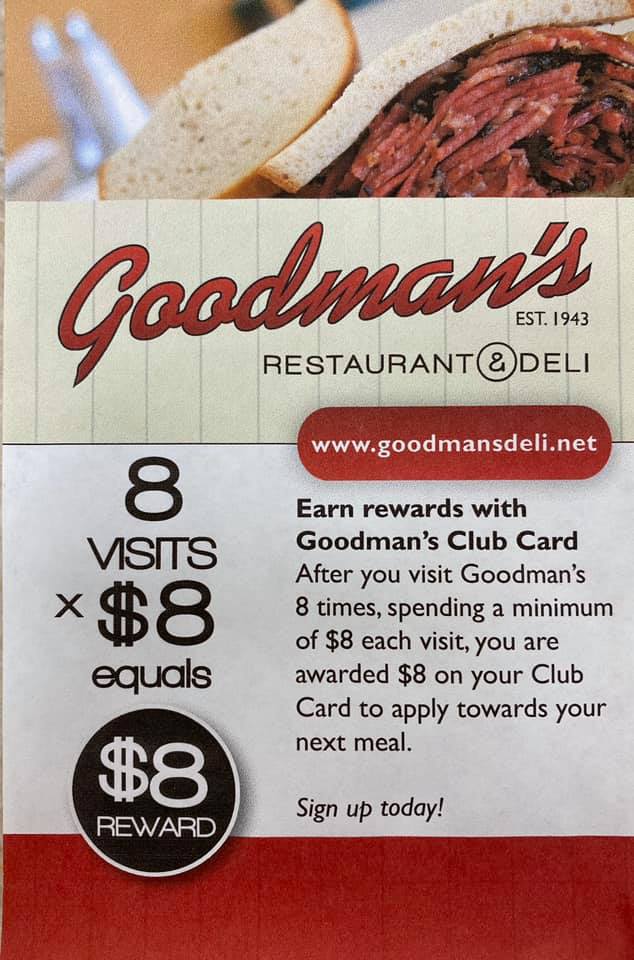 Goodman's
EST. 1943
RESTAURANT & DELI
www.goodmansdeli.net
8
VISITS
x $8
equals
$8
REWARD
Earn rewards with
Goodman's Club Card
After you visit Goodman's
8 times, spending a minimum
of $8 each visit, you are
awarded $8 on your Club
Card to apply towards your
next meal.
Sign up today!